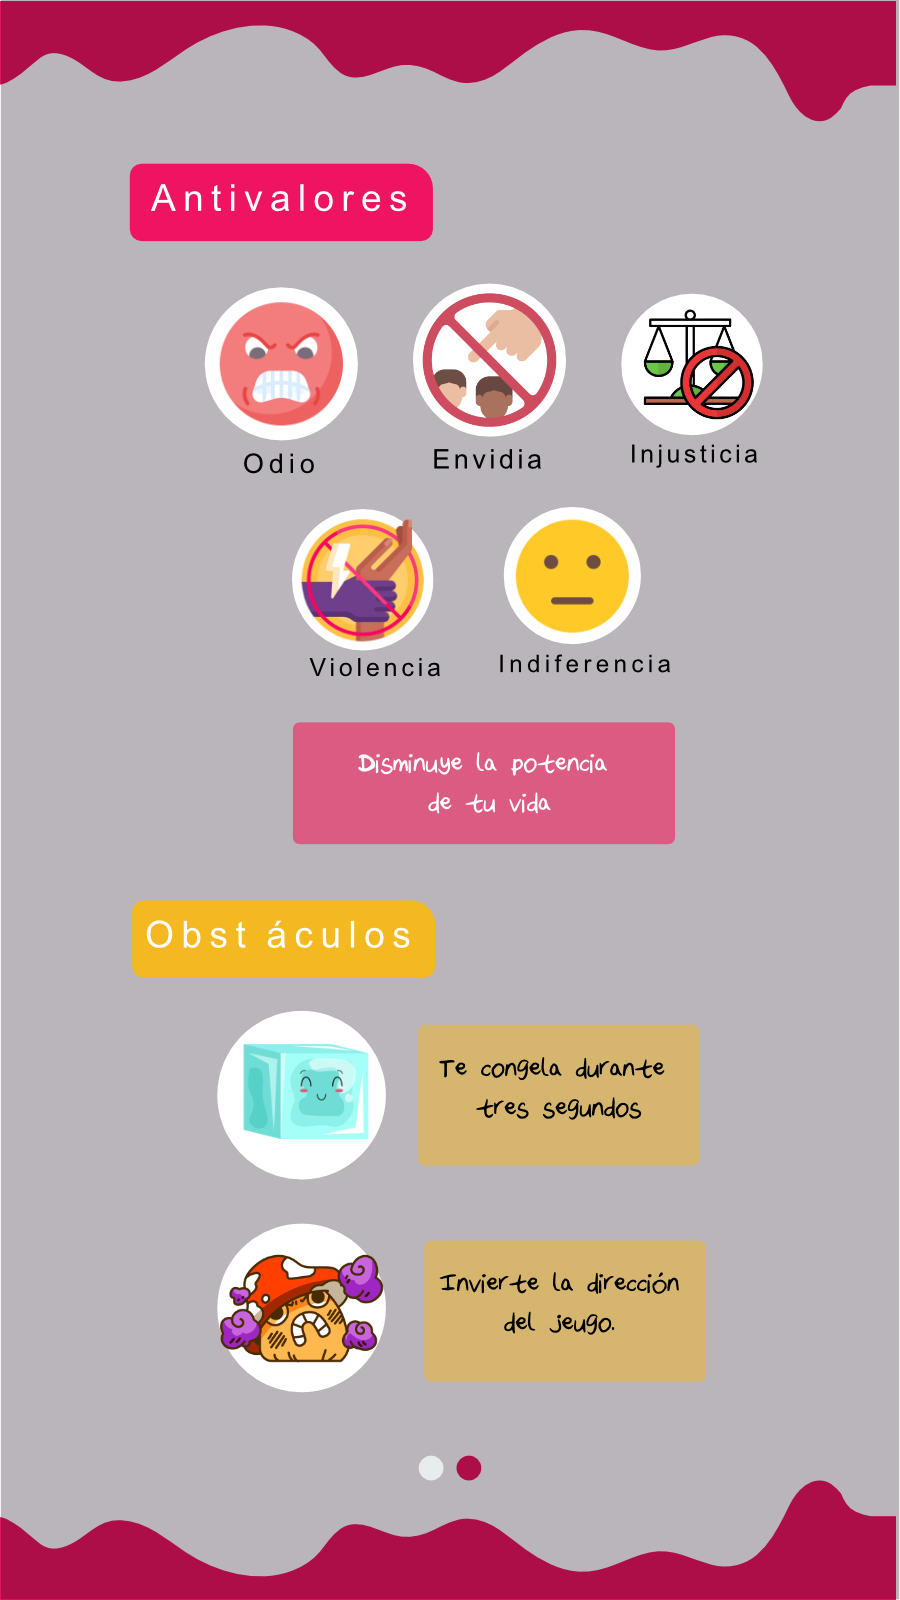 Antivalores
Odio
Envidia
Injusticia
Violencia
Indiferencia
Disminuye la potencia
de tu vida
Obst áculos
Te congela durante
tres segundos
Invierte la dirección
del jeugo.